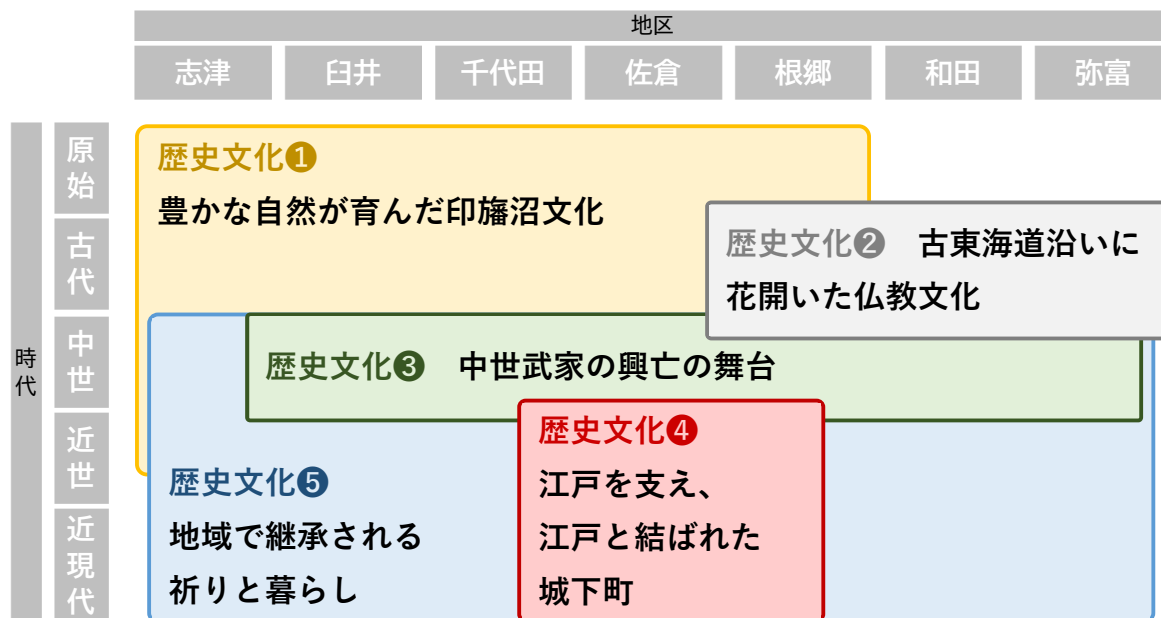 地区
志津 臼井 千代田 佐倉 根郷 和田 弥富
時代
原始
古代
中世
近世
近現代
歴史文化❶
豊かな自然が育んだ印旛沼文化
歴史文化❷ 古東海道沿いに
花開いた仏教文化
歴史文化❸ 中世武家の興亡の舞台
歴史文化❹
江戸を支え、
江戸と結ばれた
城下町
歴史文化❺
地域で継承される
祈りと暮らし